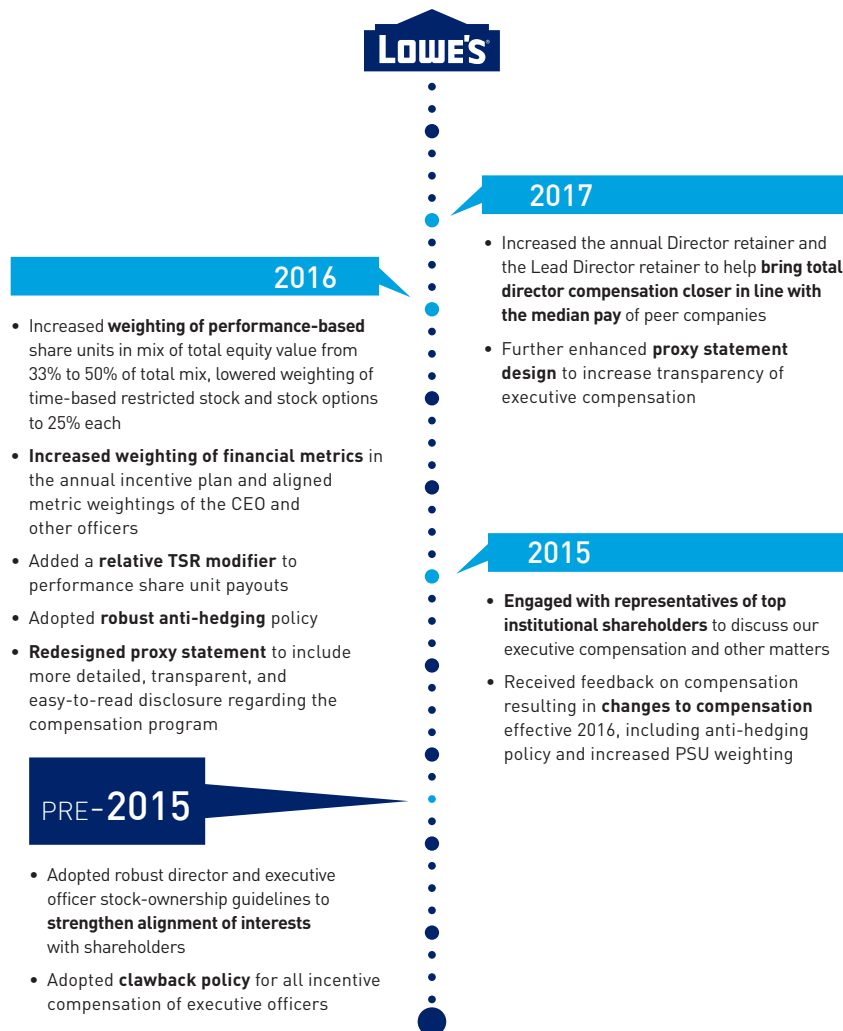 LOWE'S
2017
• Increased the annual Director retainer and
the Lead Director retainer to help bring total
director compensation closer in line with
the median pay of peer companies
• Further enhanced proxy statement
design to increase transparency of
executive compensation
2016
• Increased weighting of performance-based
share units in mix of total equity value from
33% to 50% of total mix, lowered weighting of
time-based restricted stock and stock options
to 25% each
• Increased weighting of financial metrics in
the annual incentive plan and aligned
metric weightings of the CEO and
other officers
• Added a relative TSR modifier to
performance share unit payouts
• Adopted robust anti-hedging policy
• Redesigned proxy statement to include
more detailed, transparent, and
easy-to-read disclosure regarding the
compensation program
2015
• Engaged with representatives of top
institutional shareholders to discuss our
executive compensation and other matters
• Received feedback on compensation
resulting in changes to compensation
effective 2016, including anti-hedging
policy and increased PSU weighting
PRE-2015
• Adopted robust director and executive
officer stock-ownership guidelines to
strengthen alignment of interests
with shareholders
• Adopted clawback policy for all incentive
compensation of executive officers